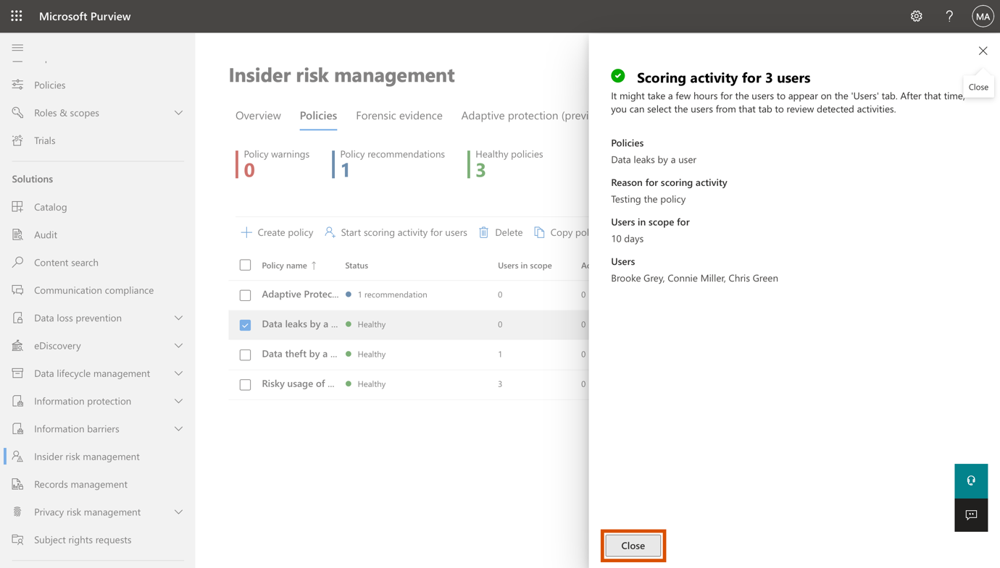 Microsoft Purview
MA
Policies
Roles & scopes
Trials
Solutions
Catalog
Audit
Content search
Communication compliance
Data loss prevention
eDiscovery
Data lifecycle management
Information protection
Information barriers
Insider risk management
Records management
Privacy risk management
Subject rights requests
Insider risk management
Overview Policies Forensic evidence Adaptive protection (previ
Policy warnings Policy recommendations Healthy policies
0 1 3
Create policy Start scoring activity for users Delete Copy pol
Policy name ↑ Status Users in scope Ac
Adaptive Protec... 1 recommendation 0 0
Data leaks by a ... Healthy 0 0
Data theft by a ... Healthy 1 0
Risky usage of ... Healthy 3 0
Scoring activity for 3 users
Close
It might take a few hours for the users to appear on the 'Users' tab. After that time,
you can select the users from that tab to review detected activities.
Policies
Data leaks by a user
Reason for scoring activity
Testing the policy
Users in scope for
10 days
Users
Brooke Grey, Connie Miller, Chris Green
Close